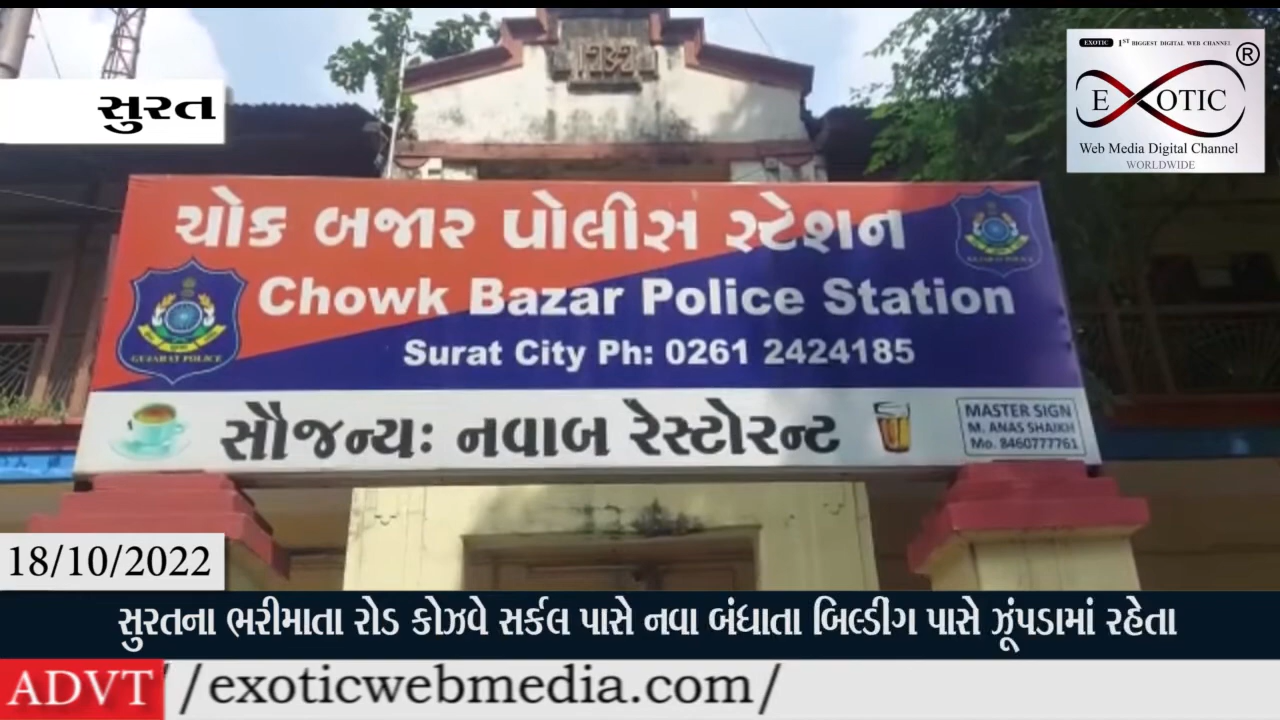 EXOTIC 1ST BIGGEST DIGITAL WEB CHANNEL
EXOTIC ®
Web Media Digital Channel
WORLDWIDE
સુરત
ચોક બજાર પોલીસ સ્ટેશન
GUJARAT POLICE
Chowk Bazar Police Station
GUJARAT POLICE
Surat City Ph: 0261 2424185
સૌજન્યઃ નવાબ રેસ્ટોરન્ટ
MASTER SIGN
M. ANAS SHAIKH
Mo. 8460777761
18/10/2022
સુરતના ભરીમાતા રોડ કોઝવે સર્કલ પાસે નવા બંધાતા બિલ્ડીંગ પાસે ઝૂંપડામાં રહેતા
ADVT //exoticwebmedia.com/